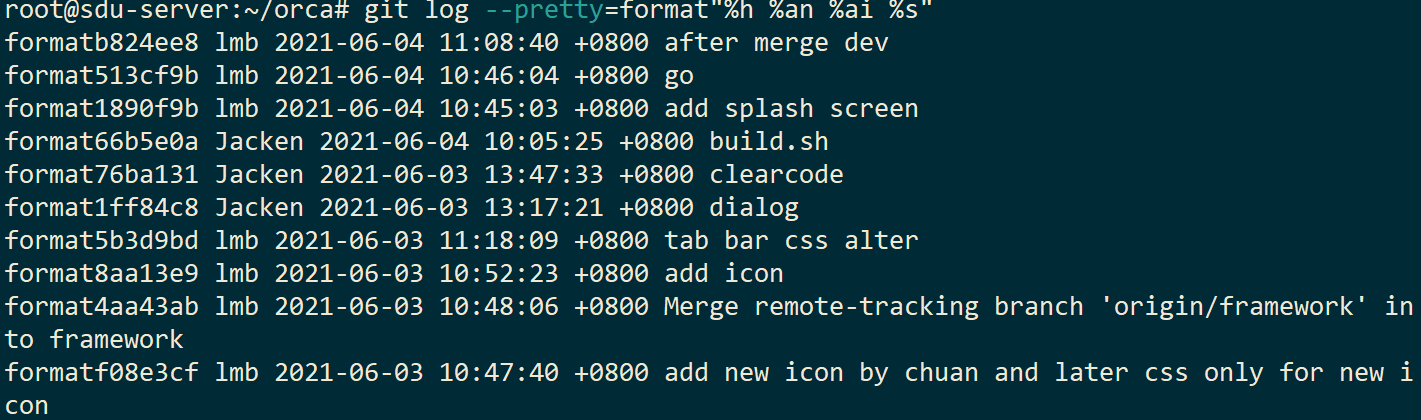 root@sdu-server:~/orca# git log --pretty=format"%h %an %ai %s"
formatb824ee8 lmb 2021-06-04 11:08:40 +0800 after merge dev
format513cf9b lmb 2021-06-04 10:46:04 +0800 go
format1890f9b lmb 2021-06-04 10:45:03 +0800 add splash screen
format66b5e0a Jacken 2021-06-04 10:05:25 +0800 build.sh
format76ba131 Jacken 2021-06-03 13:47:33 +0800 clearcode
format1ff84c8 Jacken 2021-06-03 13:17:21 +0800 dialog
format5b3d9bd lmb 2021-06-03 11:18:09 +0800 tab bar css alter
format8aa13e9 lmb 2021-06-03 10:52:23 +0800 add icon
format4aa43ab lmb 2021-06-03 10:48:06 +0800 Merge remote-tracking branch 'origin/framework' in
to framework
formatf08e3cf lmb 2021-06-03 10:47:40 +0800 add new icon by chuan and later css only for new i
con